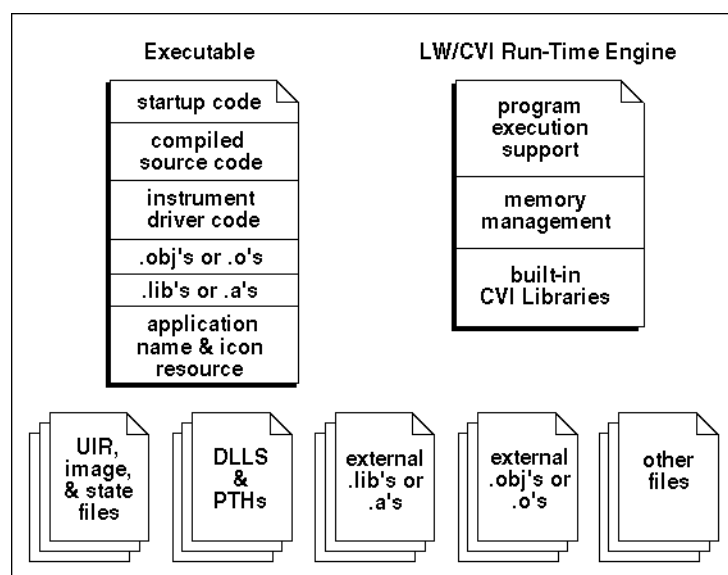 Executable
startup code
compiled
source code
instrument
driver code
.obj's or .o's
.lib's or .a's
application
name & icon
resource
LW/CVI Run-Time Engine
program
execution
support
memory
management
built-in
CVI Libraries
UIR,
image,
& state
files
DLLS
&
PTHs
external
.lib's or
.a's
external
.obj's or
.o's
other
files